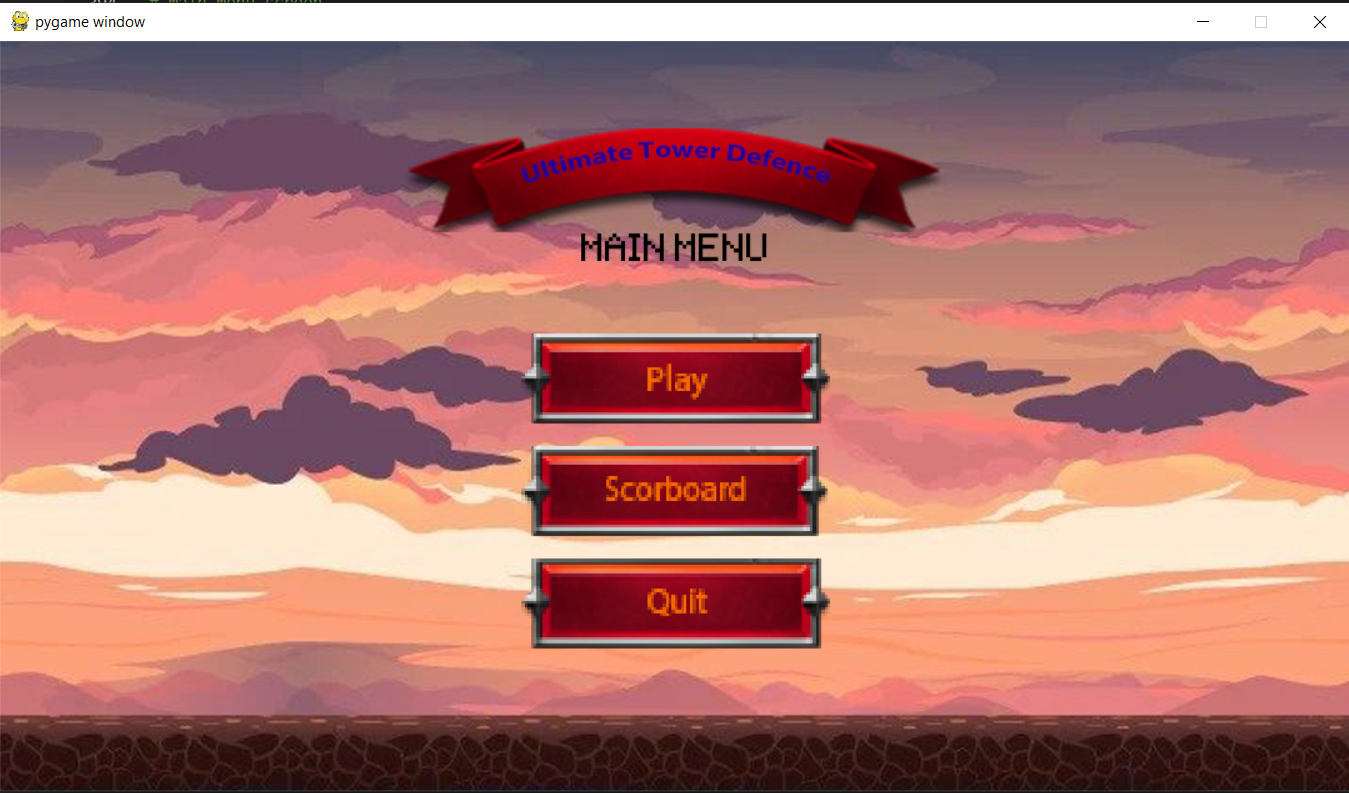 pygame window
Ultimate Tower Defence
MAIN MENU
Play
Scorboard
Quit